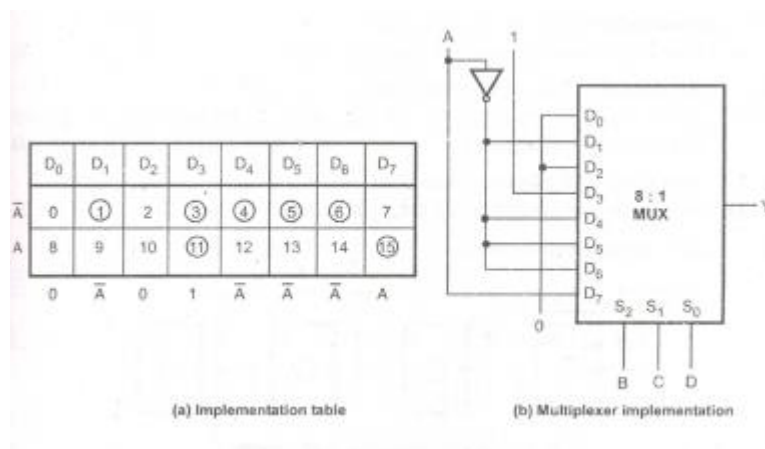 D0 D1 D2 D3 D4 D5 D6 D7
A̅ 0 1 2 3 4 5 6 7
A 8 9 10 11 12 13 14 15
0 A̅ 0 1 A̅ A̅ A̅ A
(a) Implementation table
A 1
D0
D1
D2
D3
D4
D5
D6
D7
8 : 1
MUX
Y
S2 S1 S0
0
B C D
(b) Multiplexer implementation